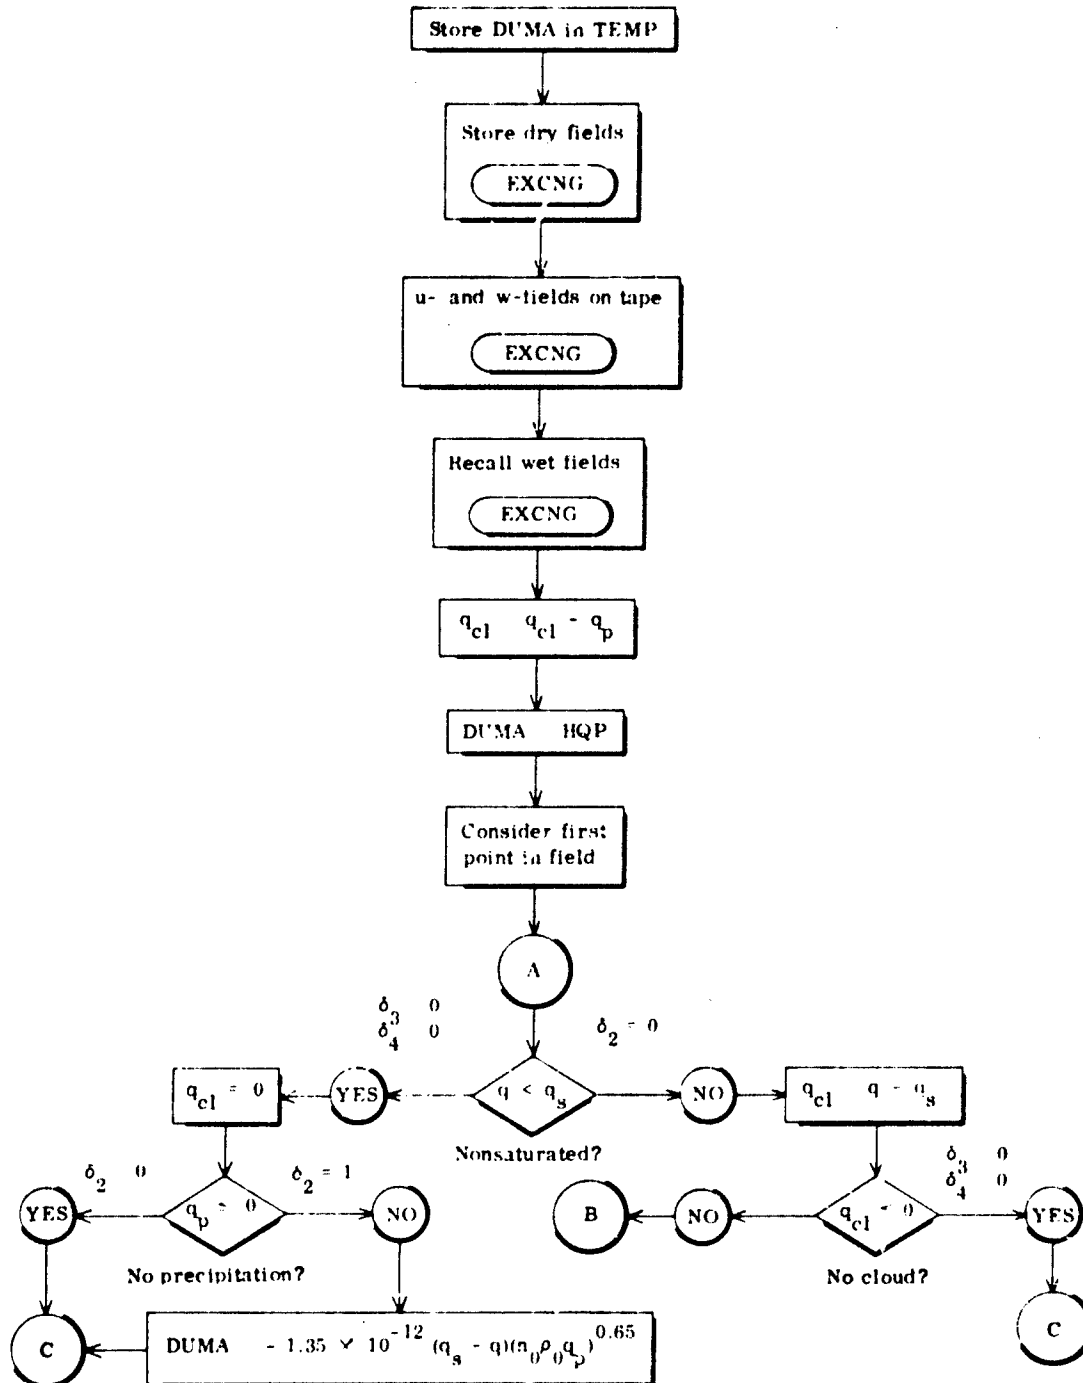 Store DUMA in TEMP
Store dry fields
EXCNG
u- and w-fields on tape
EXCNG
Recall wet fields
EXCNG
q_cl q_cl - q_p
DUMA HQP
Consider first
point in field
A
δ_3 0
δ_4 0
δ_2 = 0
q_cl = 0
YES
q < q_s
NO
q_cl q - q_s
Nonsaturated?
δ_2 0
δ_2 = 1
δ_3 0
δ_4 0
YES
q_p = 0
NO
B
NO
q_cl = 0
YES
No precipitation?
No cloud?
C
DUMA - 1.35 × 10^-12 (q_s - q)(n_0 ρ_0 q_p)^0.65
C